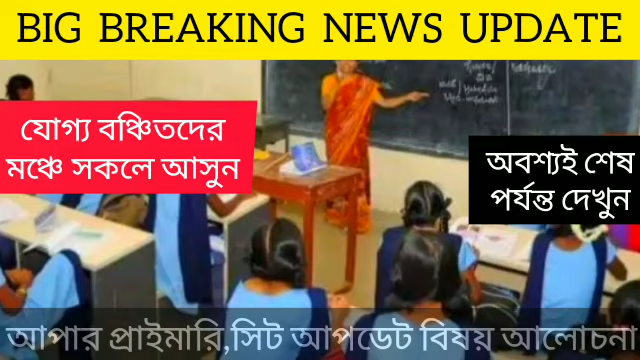 BIG BREAKING NEWS UPDATE
যোগ্য বঞ্চিতদের
মঞ্চে সকলে আসুন
অবশ্যই শেষ
পর্যন্ত দেখুন
আপার প্রাইমারি,সিট আপডেট বিষয় আলোচনা